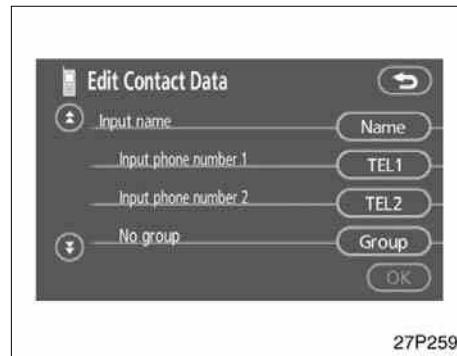 Edit Contact Data
Input name
Name
Input phone number 1
TEL1
Input phone number 2
TEL2
No group
Group
OK
27P259